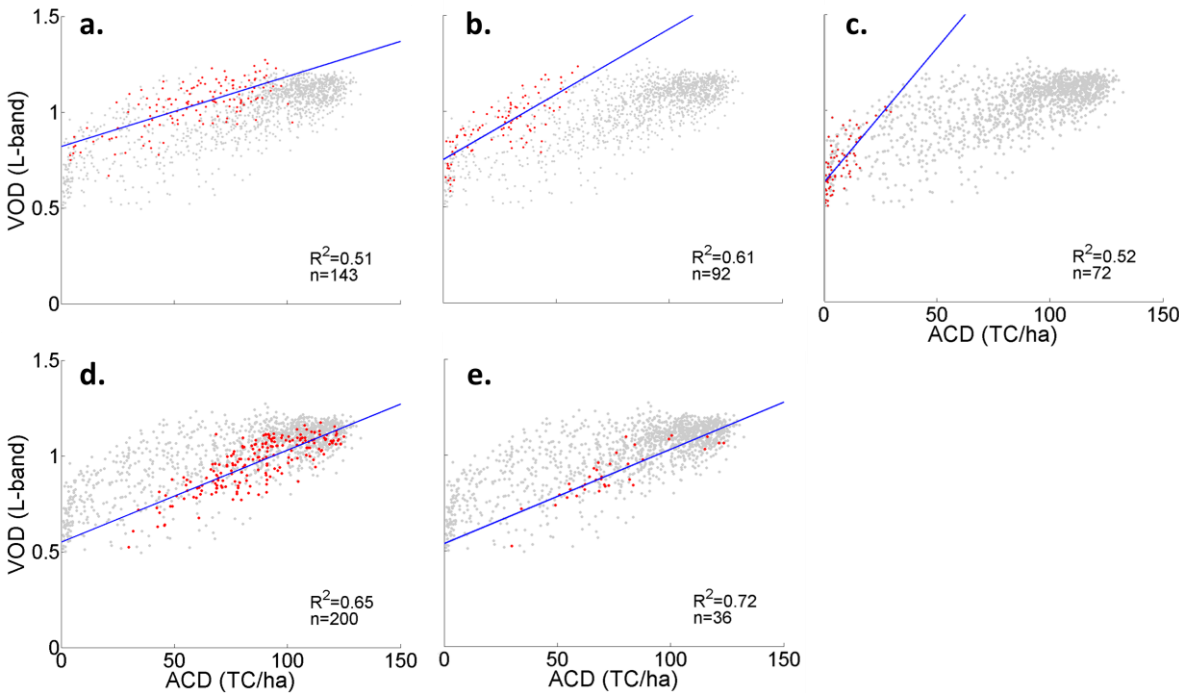 a.
1.5
1
0.5
0
VOD (L-band)
R²=0.51
n=143
b.
R²=0.61
n=92
c.
R²=0.52
n=72
0
50
100
150
ACD (TC/ha)
d.
1.5
1
0.5
0
VOD (L-band)
R²=0.65
n=200
0
50
100
150
ACD (TC/ha)
e.
R²=0.72
n=36
0
50
100
150
ACD (TC/ha)